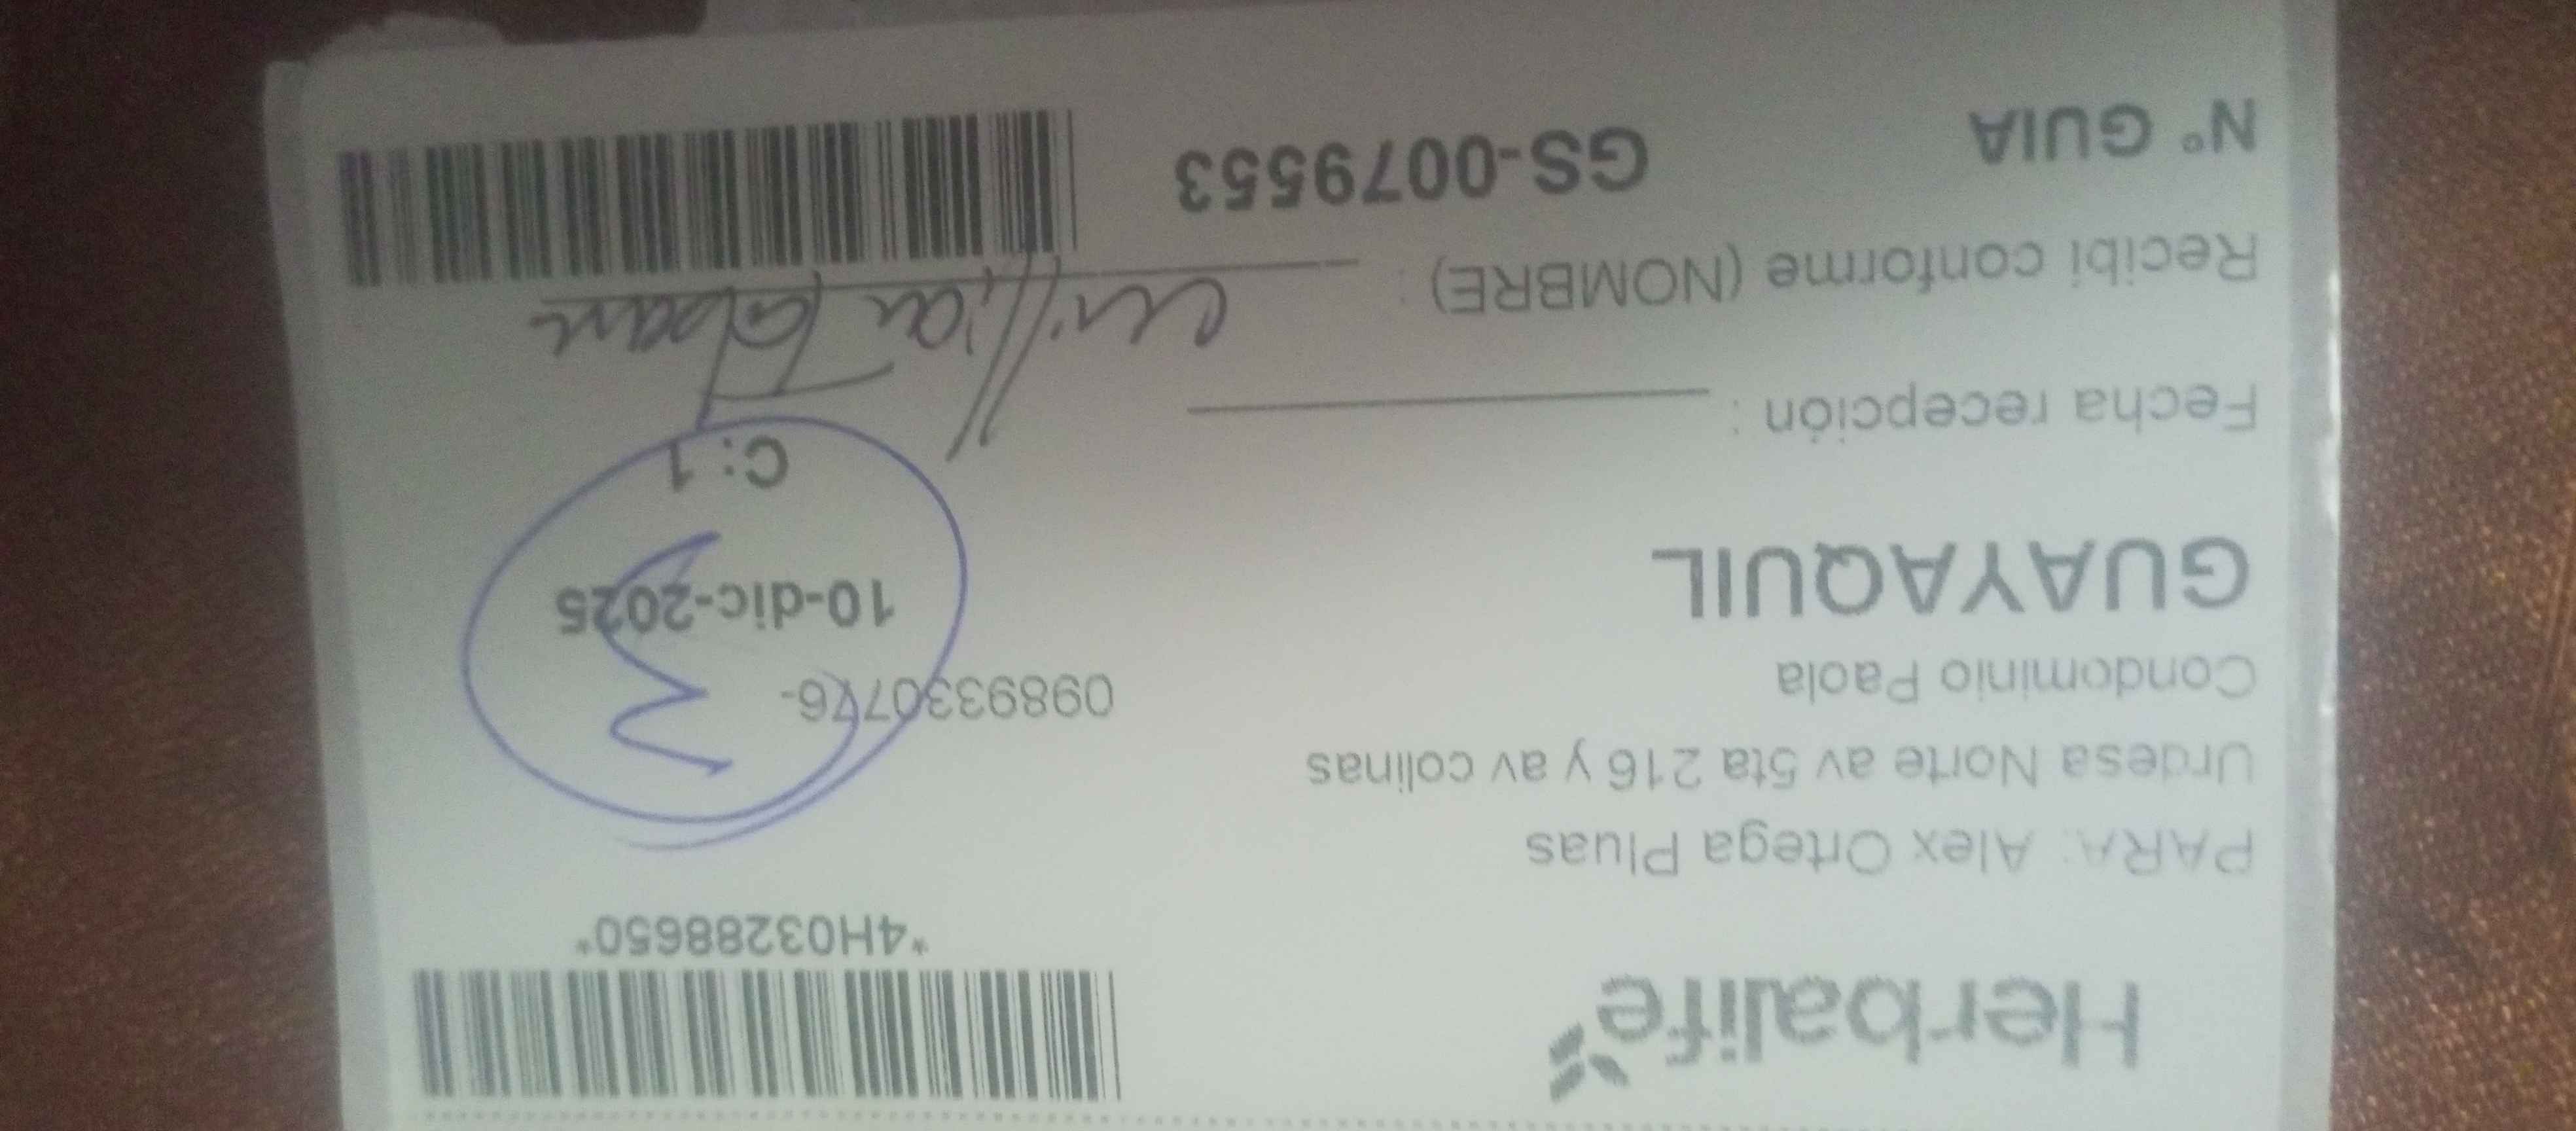 Herbalife
*4H03288650*
PARA: Alex Ortega Pluas
Urdesa Norte av 5ta 216 y av colinas
Condominio Paola
0989330776-
GUAYAQUIL
10-dic-2025
3
C: 1
Fecha recepción :
Recibí conforme (NOMBRE) :
N° GUIA GS-0079553